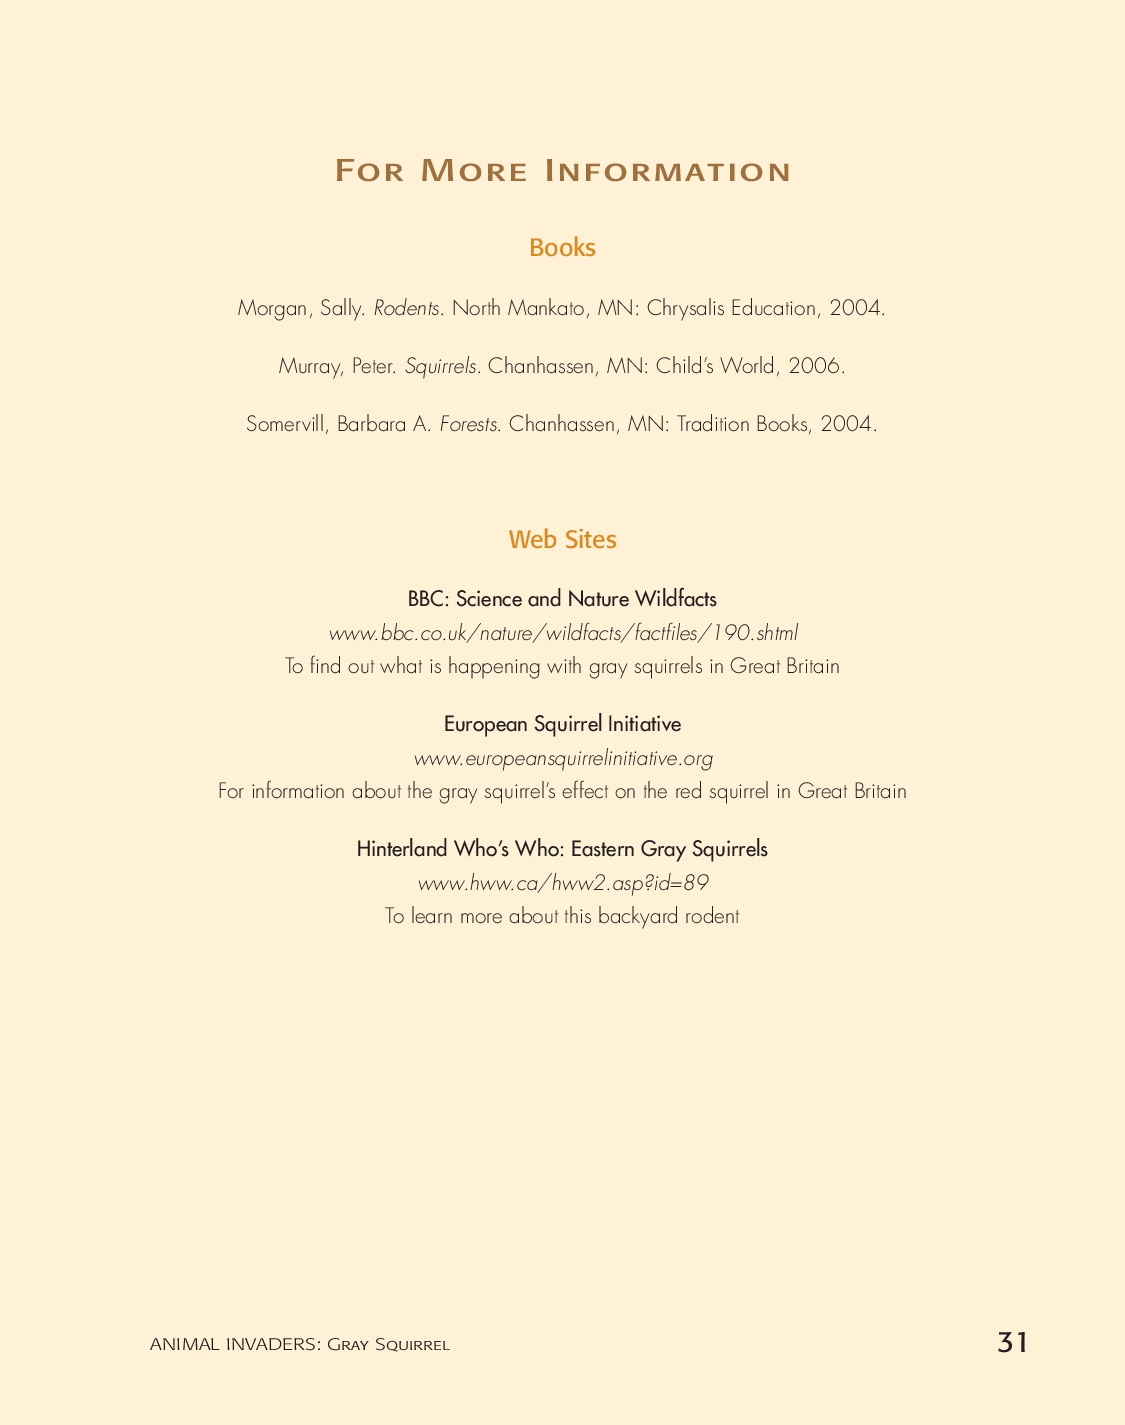 For More Information
Books
Morgan, Sally. Rodents. North Mankato, MN: Chrysalis Education, 2004.
Murray, Peter. Squirrels. Chanhassen, MN: Child's World, 2006.
Somervill, Barbara A. Forests. Chanhassen, MN: Tradition Books, 2004.
Web Sites
BBC: Science and Nature Wildfacts
www.bbc.co.uk/nature/wildfacts/factfiles/190.shtml
To find out what is happening with gray squirrels in Great Britain
European Squirrel Initiative
www.europeansquirrelinitiative.org
For information about the gray squirrel's effect on the red squirrel in Great Britain
Hinterland Who's Who: Eastern Gray Squirrels
www.hww.ca/hww2.asp?id=89
To learn more about this backyard rodent
ANIMAL INVADERS: Gray Squirrel 31